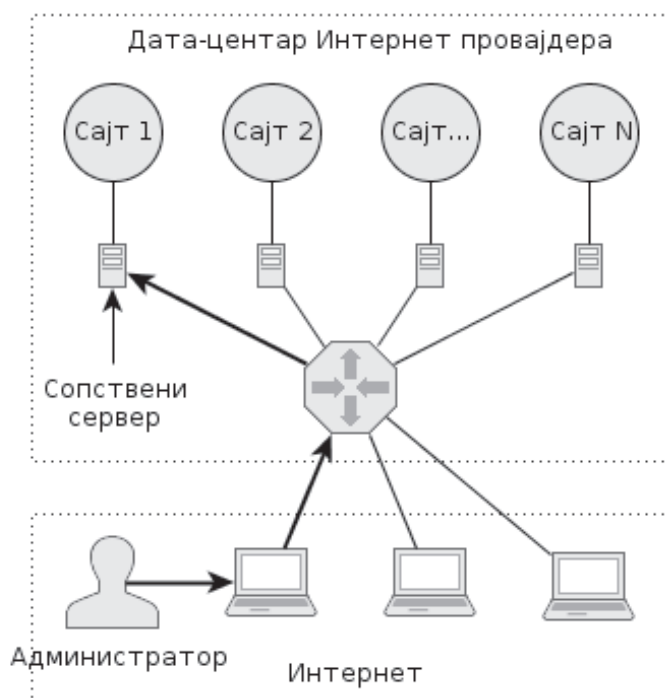 Дата-центар Интернет провајдера
Сајт 1
Сајт 2
Сајт...
Сајт N
Сопствени
сервер
Администратор
Интернет